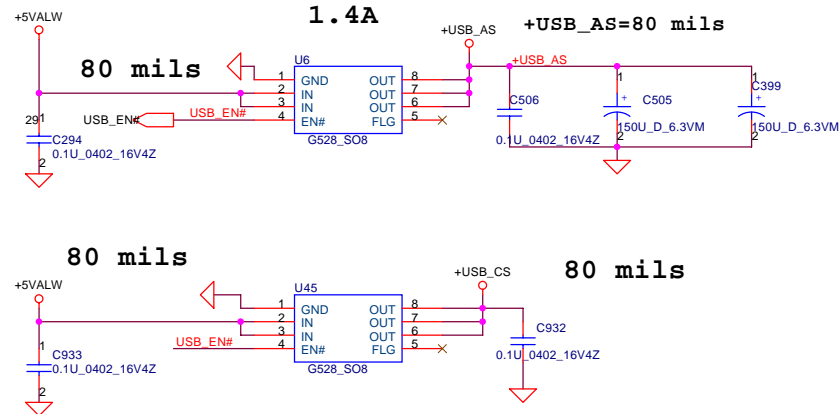 +5VALW
1.4A
+USB_AS
+USB_AS=80 mils
80 mils
U6
+USB_AS
1 GND OUT 8
2 IN OUT 7
3 IN OUT 6
4 EN# FLG 5
G528_SO8
USB_EN#
USB_EN#
291
C294
0.1U_0402_16V4Z
2
C506
0.1U_0402_16V4Z
1
+
C505
150U_D_6.3VM
2
1
C399
+
150U_D_6.3VM
2
80 mils
+5VALW
U45
+USB_CS
80 mils
1 GND OUT 8
2 IN OUT 7
3 IN OUT 6
4 EN# FLG 5
G528_SO8
USB_EN#
1
C933
0.1U_0402_16V4Z
2
C932
0.1U_0402_16V4Z